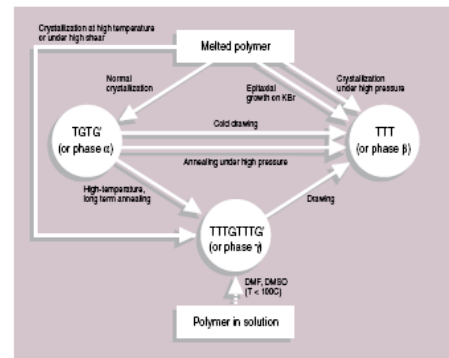 Crystallization at high temperature
or under high shear
Melted polymer
Normal
crystallization
Epitaxial
growth on KBr
Crystallization
under high pressure
TGTG'
(or phase α)
Cold drawing
TTT
(or phase β)
Annealing under high pressure
High-temperature,
long term annealing
Drawing
TTTGTTTG'
(or phase γ)
DMF, DMSO
(T < 100C)
Polymer in solution